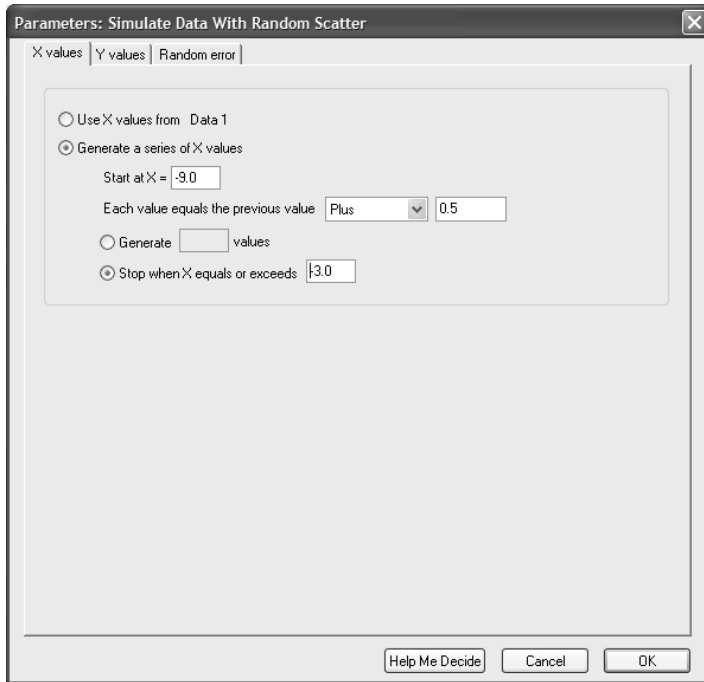 Parameters: Simulate Data With Random Scatter
X values Y values Random error
Use X values from Data 1
Generate a series of X values
Start at X = -9.0
Each value equals the previous value Plus 0.5
Generate values
Stop when X equals or exceeds -3.0
Help Me Decide Cancel OK